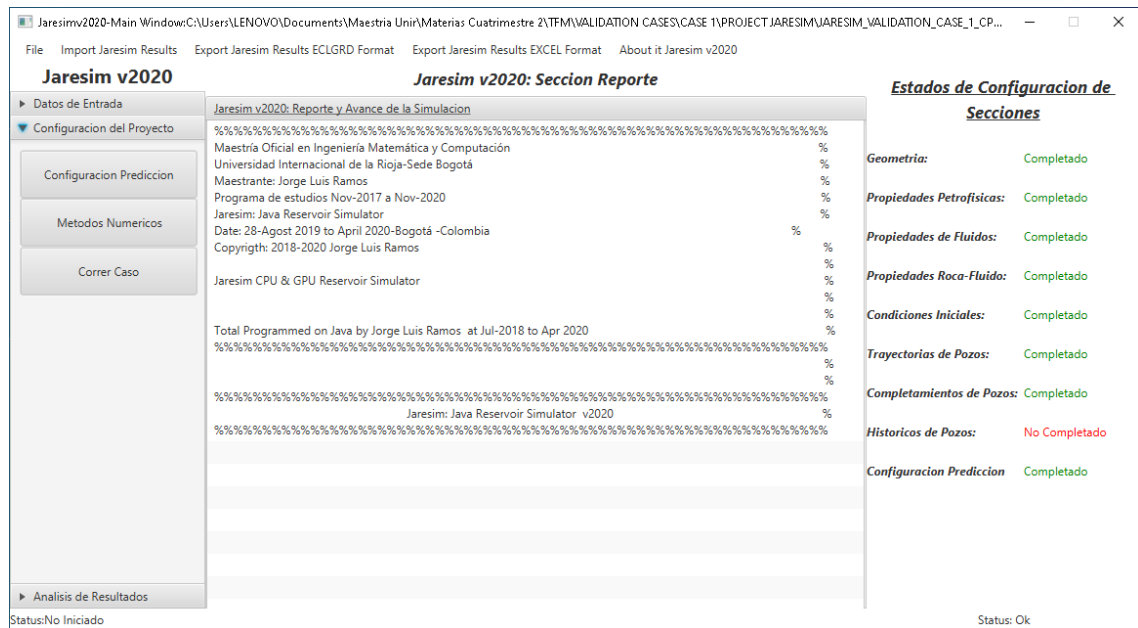 Jaresimv2020-Main Window:C:\Users\LENOVO\Documents\Maestria Unir\Materias Cuatrimestre 2\TFM\VALIDATION CASES\CASE 1\PROJECT JARESIM\JARESIM_VALIDATION_CASE_1_CP...
File Import Jaresim Results Export Jaresim Results ECLGRD Format Export Jaresim Results EXCEL Format About it Jaresim v2020
Jaresim v2020
Datos de Entrada
Configuracion del Proyecto
Configuracion Prediccion
Metodos Numericos
Correr Caso
Analisis de Resultados
Status:No Iniciado
Jaresim v2020: Seccion Reporte
Jaresim v2020: Reporte y Avance de la Simulacion
%%%%%%%%%%%%%%%%%%%%%%%%%%%%%%%%%%%%%%%%%%%%%%%%%%%%%%%%%%%%%
Maestría Oficial en Ingeniería Matemática y Computación %
Universidad Internacional de la Rioja-Sede Bogotá %
Maestrante: Jorge Luis Ramos %
Programa de estudios Nov-2017 a Nov-2020 %
Jaresim: Java Reservoir Simulator %
Date: 28-Agost 2019 to April 2020-Bogotá -Colombia %
Copyrigth: 2018-2020 Jorge Luis Ramos %
%
Jaresim CPU & GPU Reservoir Simulator %
%
%
Total Programmed on Java by Jorge Luis Ramos at Jul-2018 to Apr 2020 %
%%%%%%%%%%%%%%%%%%%%%%%%%%%%%%%%%%%%%%%%%%%%%%%%%%%%%%%%%%%%%
%
%
%%%%%%%%%%%%%%%%%%%%%%%%%%%%%%%%%%%%%%%%%%%%%%%%%%%%%%%%%%%%%
Jaresim: Java Reservoir Simulator v2020 %
%%%%%%%%%%%%%%%%%%%%%%%%%%%%%%%%%%%%%%%%%%%%%%%%%%%%%%%%%%%%%
Estados de Configuracion de
Secciones
Geometria: Completado
Propiedades Petrofisicas: Completado
Propiedades de Fluidos: Completado
Propiedades Roca-Fluido: Completado
Condiciones Iniciales: Completado
Trayectorias de Pozos: Completado
Completamientos de Pozos: Completado
Historicos de Pozos: No Completado
Configuracion Prediccion Completado
Status: Ok